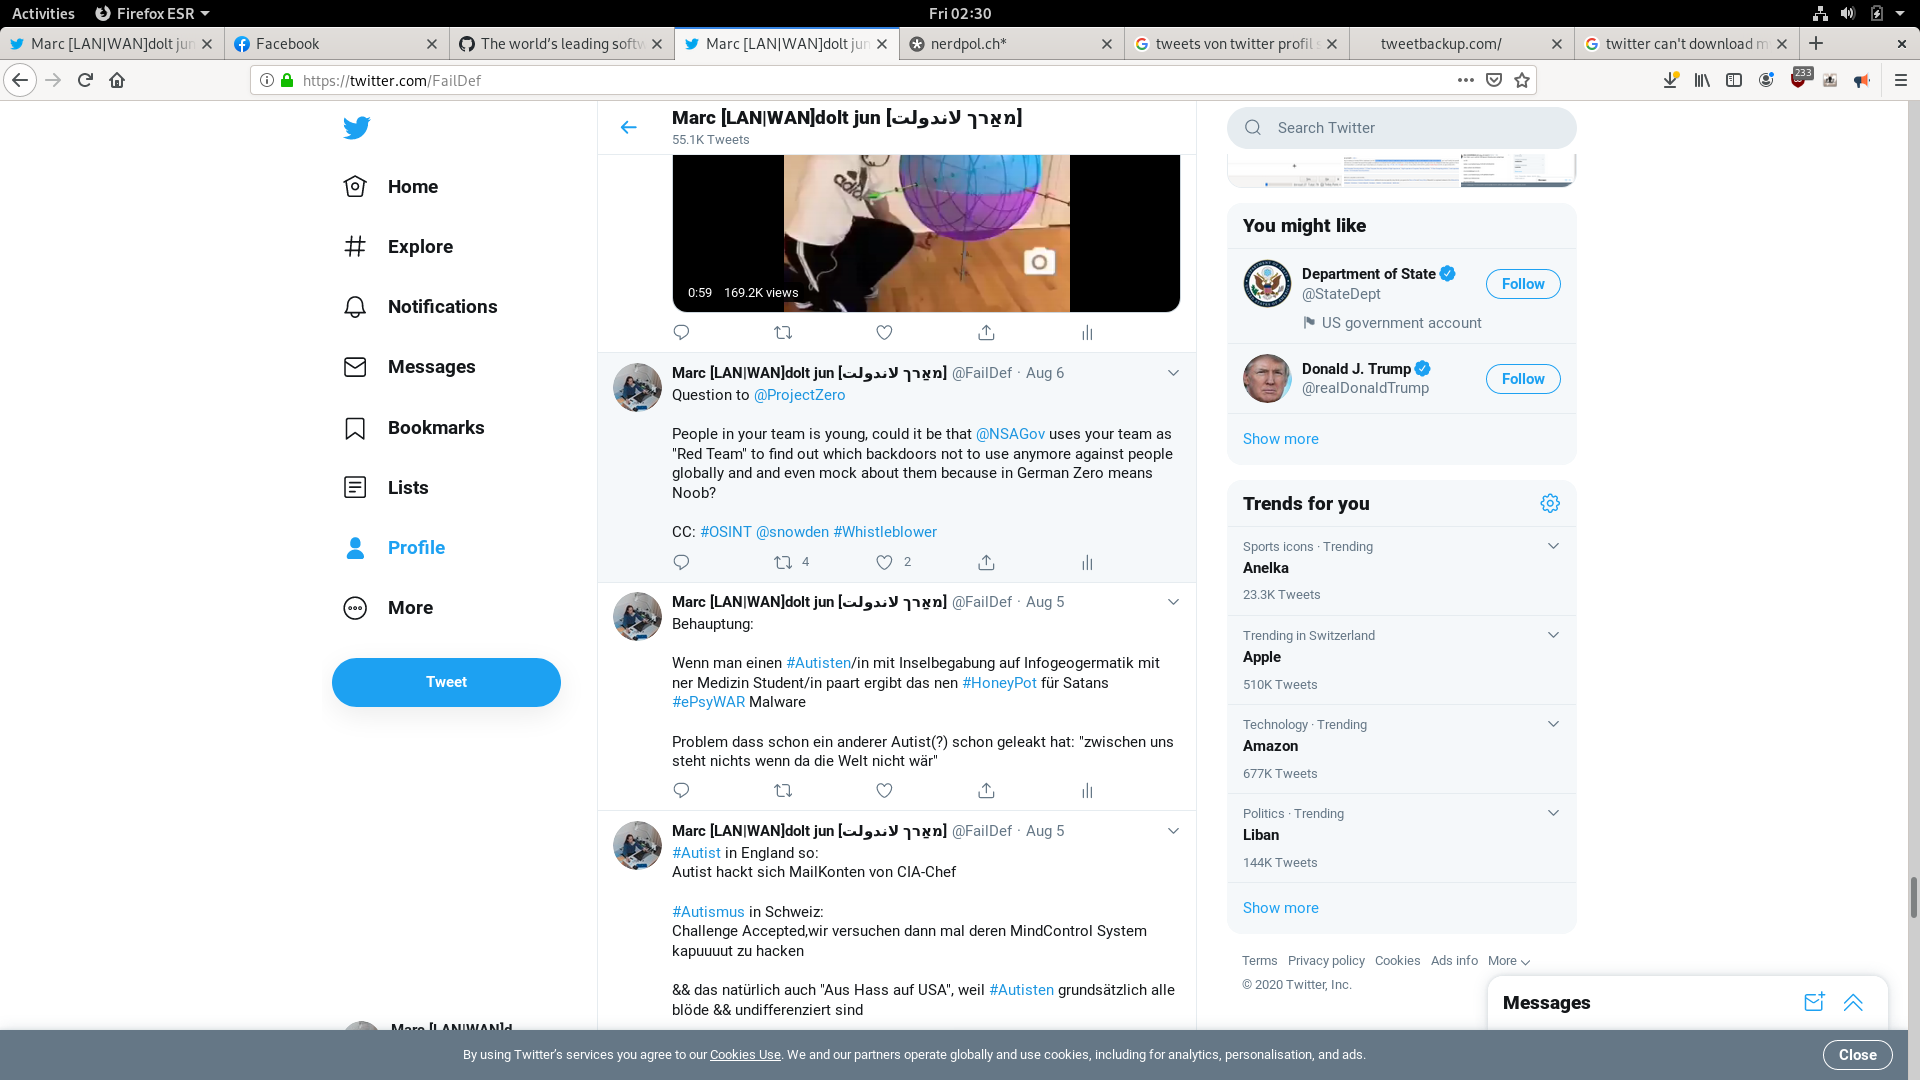 Activities
Firefox ESR
Fri 02:30
Marc [LAN|WAN]dolt jun
Facebook
The world's leading softw
Marc [LAN|WAN]dolt jun
nerdpol.ch*
tweets von twitter profil s
tweetbackup.com/
twitter can't download m
https://twitter.com/FailDef
233
Marc [LAN|WAN]dolt jun [מאַרך לאנדולת]
55.1K Tweets
Home
Explore
Notifications
Messages
Bookmarks
Lists
Profile
More
Tweet
adidas
0:59 169.2K views
Marc [LAN|WAN]dolt jun [מאַרך לאנדולת] @FailDef · Aug 6
Question to @ProjectZero
People in your team is young, could it be that @NSAGov uses your team as
"Red Team" to find out which backdoors not to use anymore against people
globally and and even mock about them because in German Zero means
Noob?
CC: #OSINT @snowden #Whistleblower
4
2
Marc [LAN|WAN]dolt jun [מאַרך לאנדולת] @FailDef · Aug 5
Behauptung:
Wenn man einen #Autisten/in mit Inselbegabung auf Infogeogermatik mit
ner Medizin Student/in paart ergibt das nen #HoneyPot für Satans
#ePsyWAR Malware
Problem dass schon ein anderer Autist(?) schon geleakt hat: "zwischen uns
steht nichts wenn da die Welt nicht wär"
Marc [LAN|WAN]dolt jun [מאַרך לאנדולת] @FailDef · Aug 5
#Autist in England so:
Autist hackt sich MailKonten von CIA-Chef
#Autismus in Schweiz:
Challenge Accepted,wir versuchen dann mal deren MindControl System
kapuuuut zu hacken
&& das natürlich auch "Aus Hass auf USA", weil #Autisten grundsätzlich alle
blöde && undifferenziert sind
Search Twitter
You might like
Department of State
@StateDept
US government account
Follow
Donald J. Trump
@realDonaldTrump
Follow
Show more
Trends for you
Sports icons · Trending
Anelka
23.3K Tweets
Trending in Switzerland
Apple
510K Tweets
Technology · Trending
Amazon
677K Tweets
Politics · Trending
Liban
144K Tweets
Show more
Terms Privacy policy Cookies Ads info More
© 2020 Twitter, Inc.
Messages
Marc [LAN|WAN]d
By using Twitter's services you agree to our Cookies Use. We and our partners operate globally and use cookies, including for analytics, personalisation, and ads.
Close